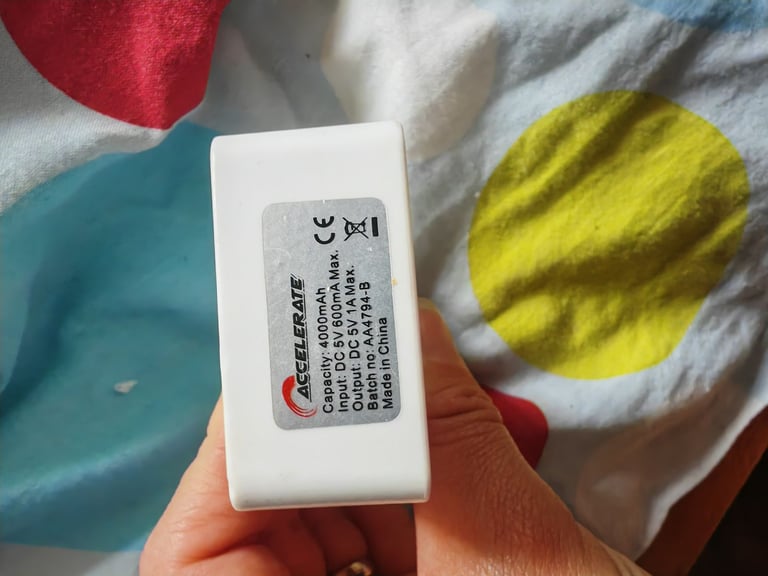 ACCELERATE
Capacity: 4000mAh
Input: DC 5V 600mA Max.
Output: DC 5V 1A Max.
Batch no: AA4794-B
Made in China
CE